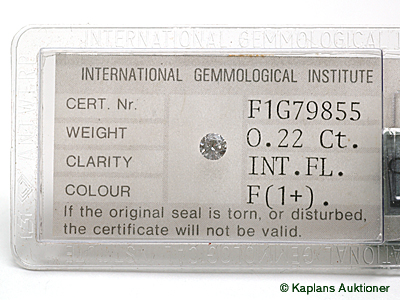 INTERNATIONAL GEMMOLOGICAL
INTERNATIONAL GEMMOLOGICAL INSTITUTE
CERT. Nr. F1G79855
WEIGHT 0.22 Ct.
CLARITY INT.FL.
COLOUR F(1+).
If the original seal is torn, or disturbed,
the certificate will not be valid.
© Kaplans Auktioner